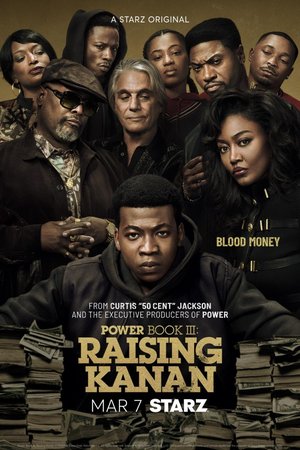 A STARZ ORIGINAL
BLOOD MONEY
FROM CURTIS "50 CENT" JACKSON
AND THE EXECUTIVE PRODUCERS OF POWER
POWER BOOK III:
RAISING
KANAN
MAR 7 STARZ